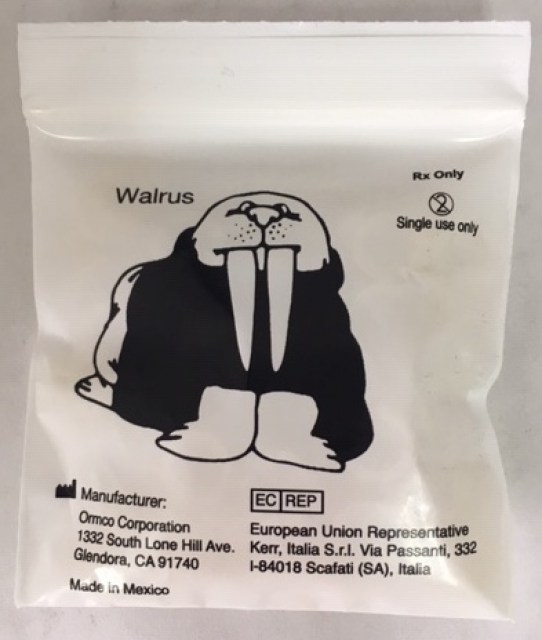 Rx Only
Walrus
Single use only
Manufacturer:
Ormco Corporation
1332 South Lone Hill Ave.
Glendora, CA 91740
Made in Mexico
EC REP
European Union Representative
Kerr, Italia S.r.l. Via Passanti, 332
I-84018 Scafati (SA), Italia